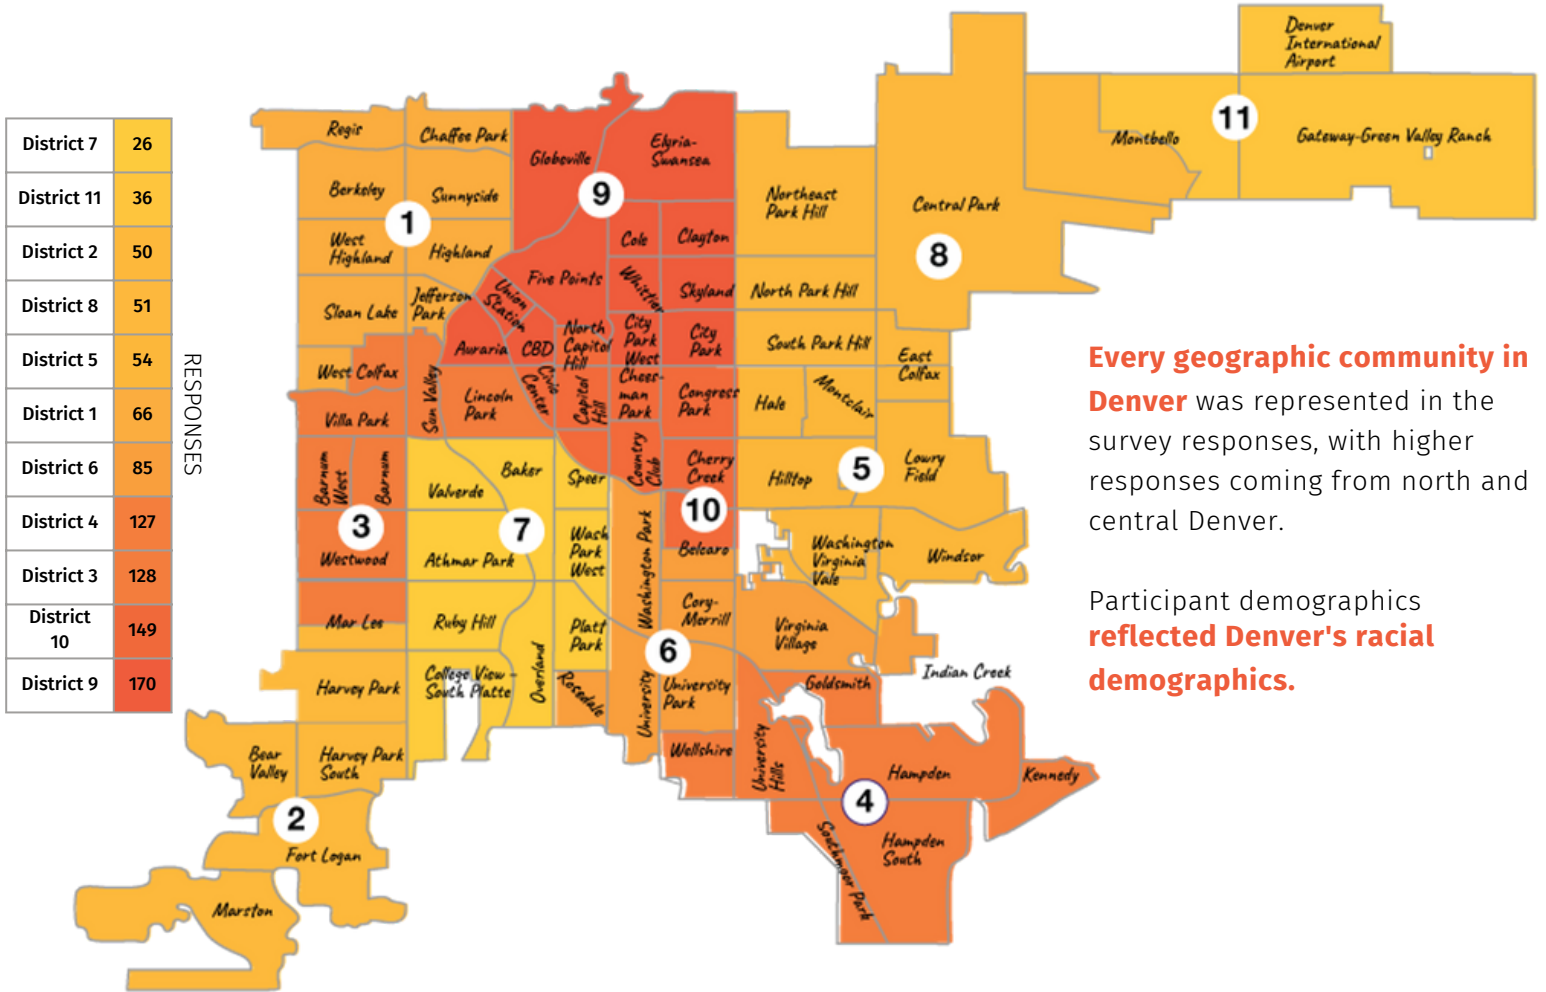 District 7 26
District 11 36
District 2 50
District 8 51
District 5 54
District 1 66
District 6 85
District 4 127
District 3 128
District
10 149
District 9 170
RESPONSES
Denver
International
Airport
11
Montbello
Gateway-Green Valley Ranch
Regis
Chaffee Park
Globeville
Elyria-
Swansea
9
Berkeley
Sunnyside
1
West
Highland
Highland
Northeast
Park Hill
Central Park
8
Cole
Clayton
Five Points
Whittier
Skyland
North Park Hill
Union
Station
Sloan Lake
Jefferson
Park
Auraria
CBD
North
Capitol
Hill
City
Park
West
City
Park
South Park Hill
East
Colfax
West Colfax
Sun Valley
Lincoln
Park
Civic
Center
Capitol
Hill
Chees-
man
Park
Congress
Park
Hale
Montclair
Villa Park
Barnum
West
Barnum
Valverde
Baker
Speer
Country
Club
Cherry
Creek
Hilltop
5
Lowry
Field
3
7
10
Westwood
Athmar Park
Wash
Park
West
Washington Park
Belcaro
Washington
Virginia
Vale
Windsor
Mar Lee
Ruby Hill
Platt
Park
Cory-
Merrill
Virginia
Village
6
Harvey Park
College View -
South Platte
Overland
Rosedale
University
University
Park
Goldsmith
Indian Creek
Bear
Valley
Harvey Park
South
Wellshire
University
Hills
Hampden
Kennedy
2
4
Fort Logan
Southmoor Park
Hampden
South
Marston
Every geographic community in
Denver was represented in the
survey responses, with higher
responses coming from north and
central Denver.
Participant demographics
reflected Denver's racial
demographics.